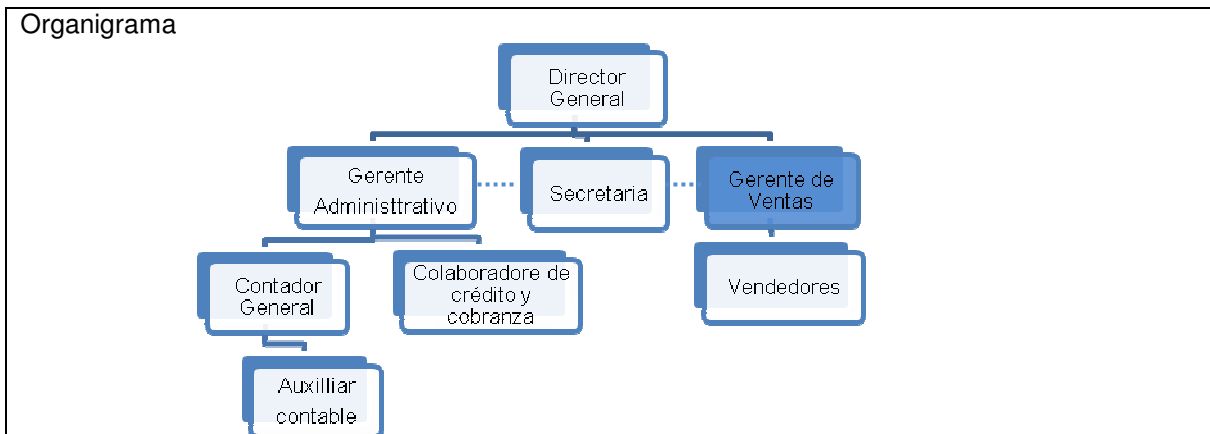 Organigrama
Director
General
Gerente
Administtrativo
Secretaria
Gerente de
Ventas
Contador
General
Colaboradore de
crédito y
cobranza
Vendedores
Auxilliar
contable